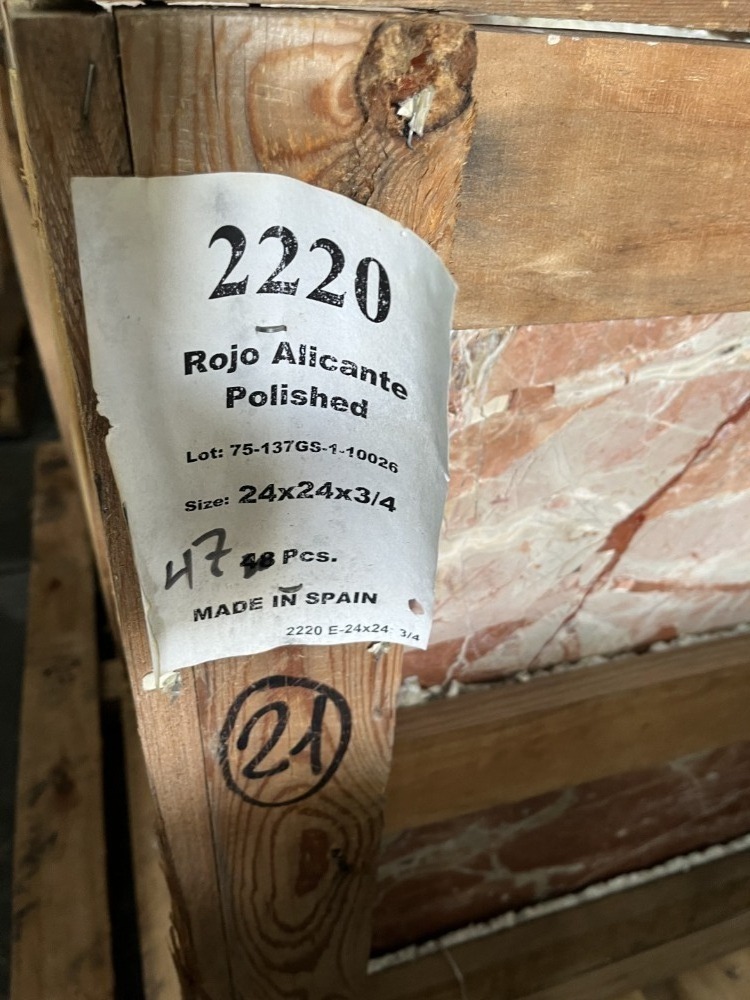 2220
Rojo Alicante
Polished
Lot: 75-137GS-1-10026
Size: 24x24x3/4
47 48 Pcs.
MADE IN SPAIN
2220 E-24x24 3/4
21